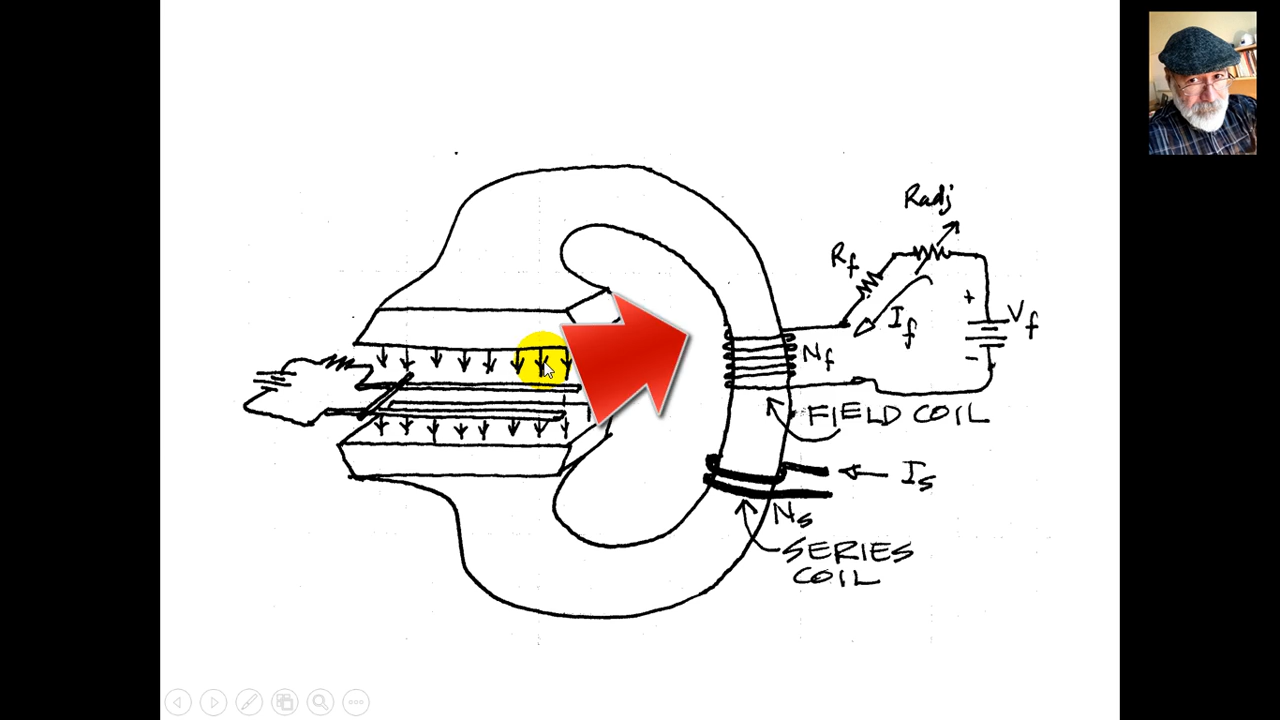 Radj
Rf
If
+
Vf
-
Nf
FIELD COIL
Is
Ns
SERIES
COIL